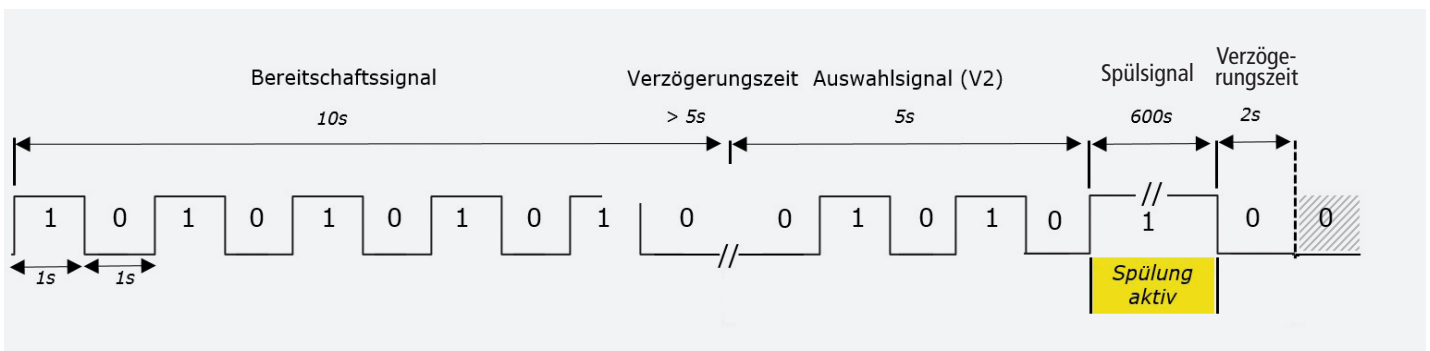 Bereitschaftssignal
Verzögerungszeit
Auswahlsignal (V2)
Spülsignal
Verzöge-
rungszeit
10s
> 5s
5s
600s
2s
1 0 1 0 1 0 1 0 1 0 // 0 1 0 1 0 // 1 0 0
1s
1s
Spülung
aktiv